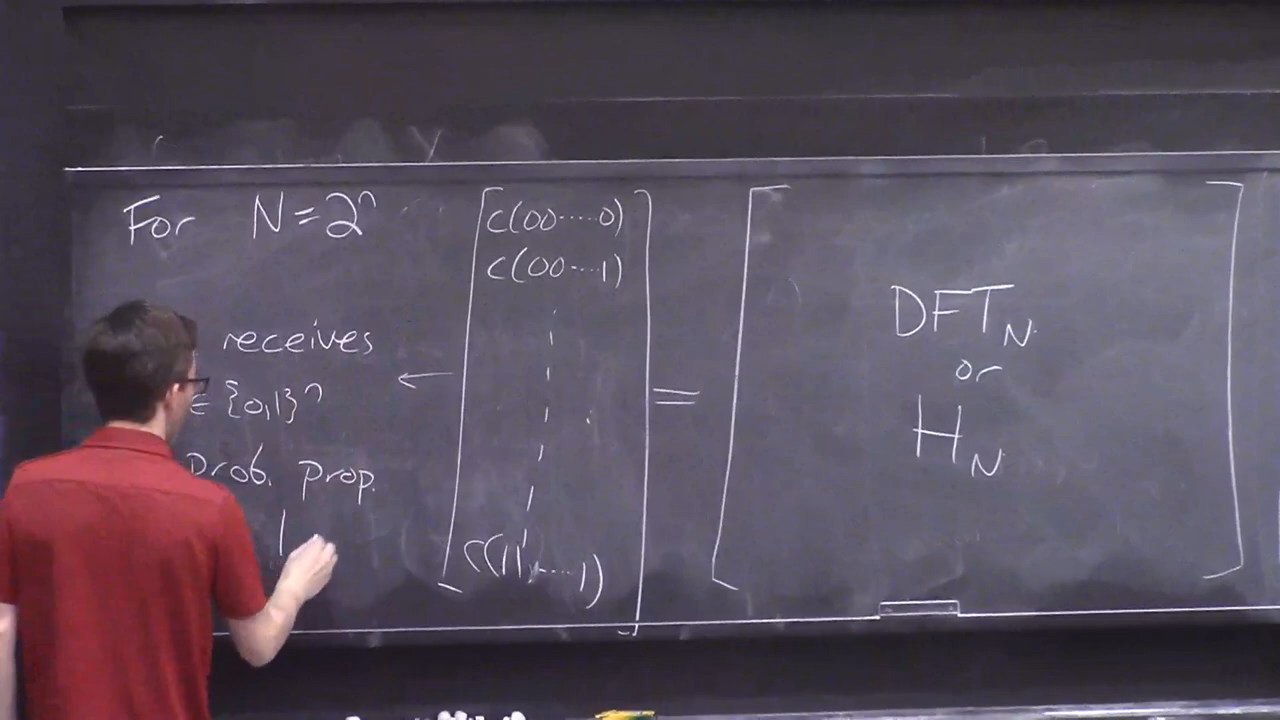 For N=2ⁿ
receives
∈ {0,1}ⁿ
Prob. prop.
|
←
C(00·····0)
C(00····1)
C(11·····1)
=
DFT_N
or
H_N